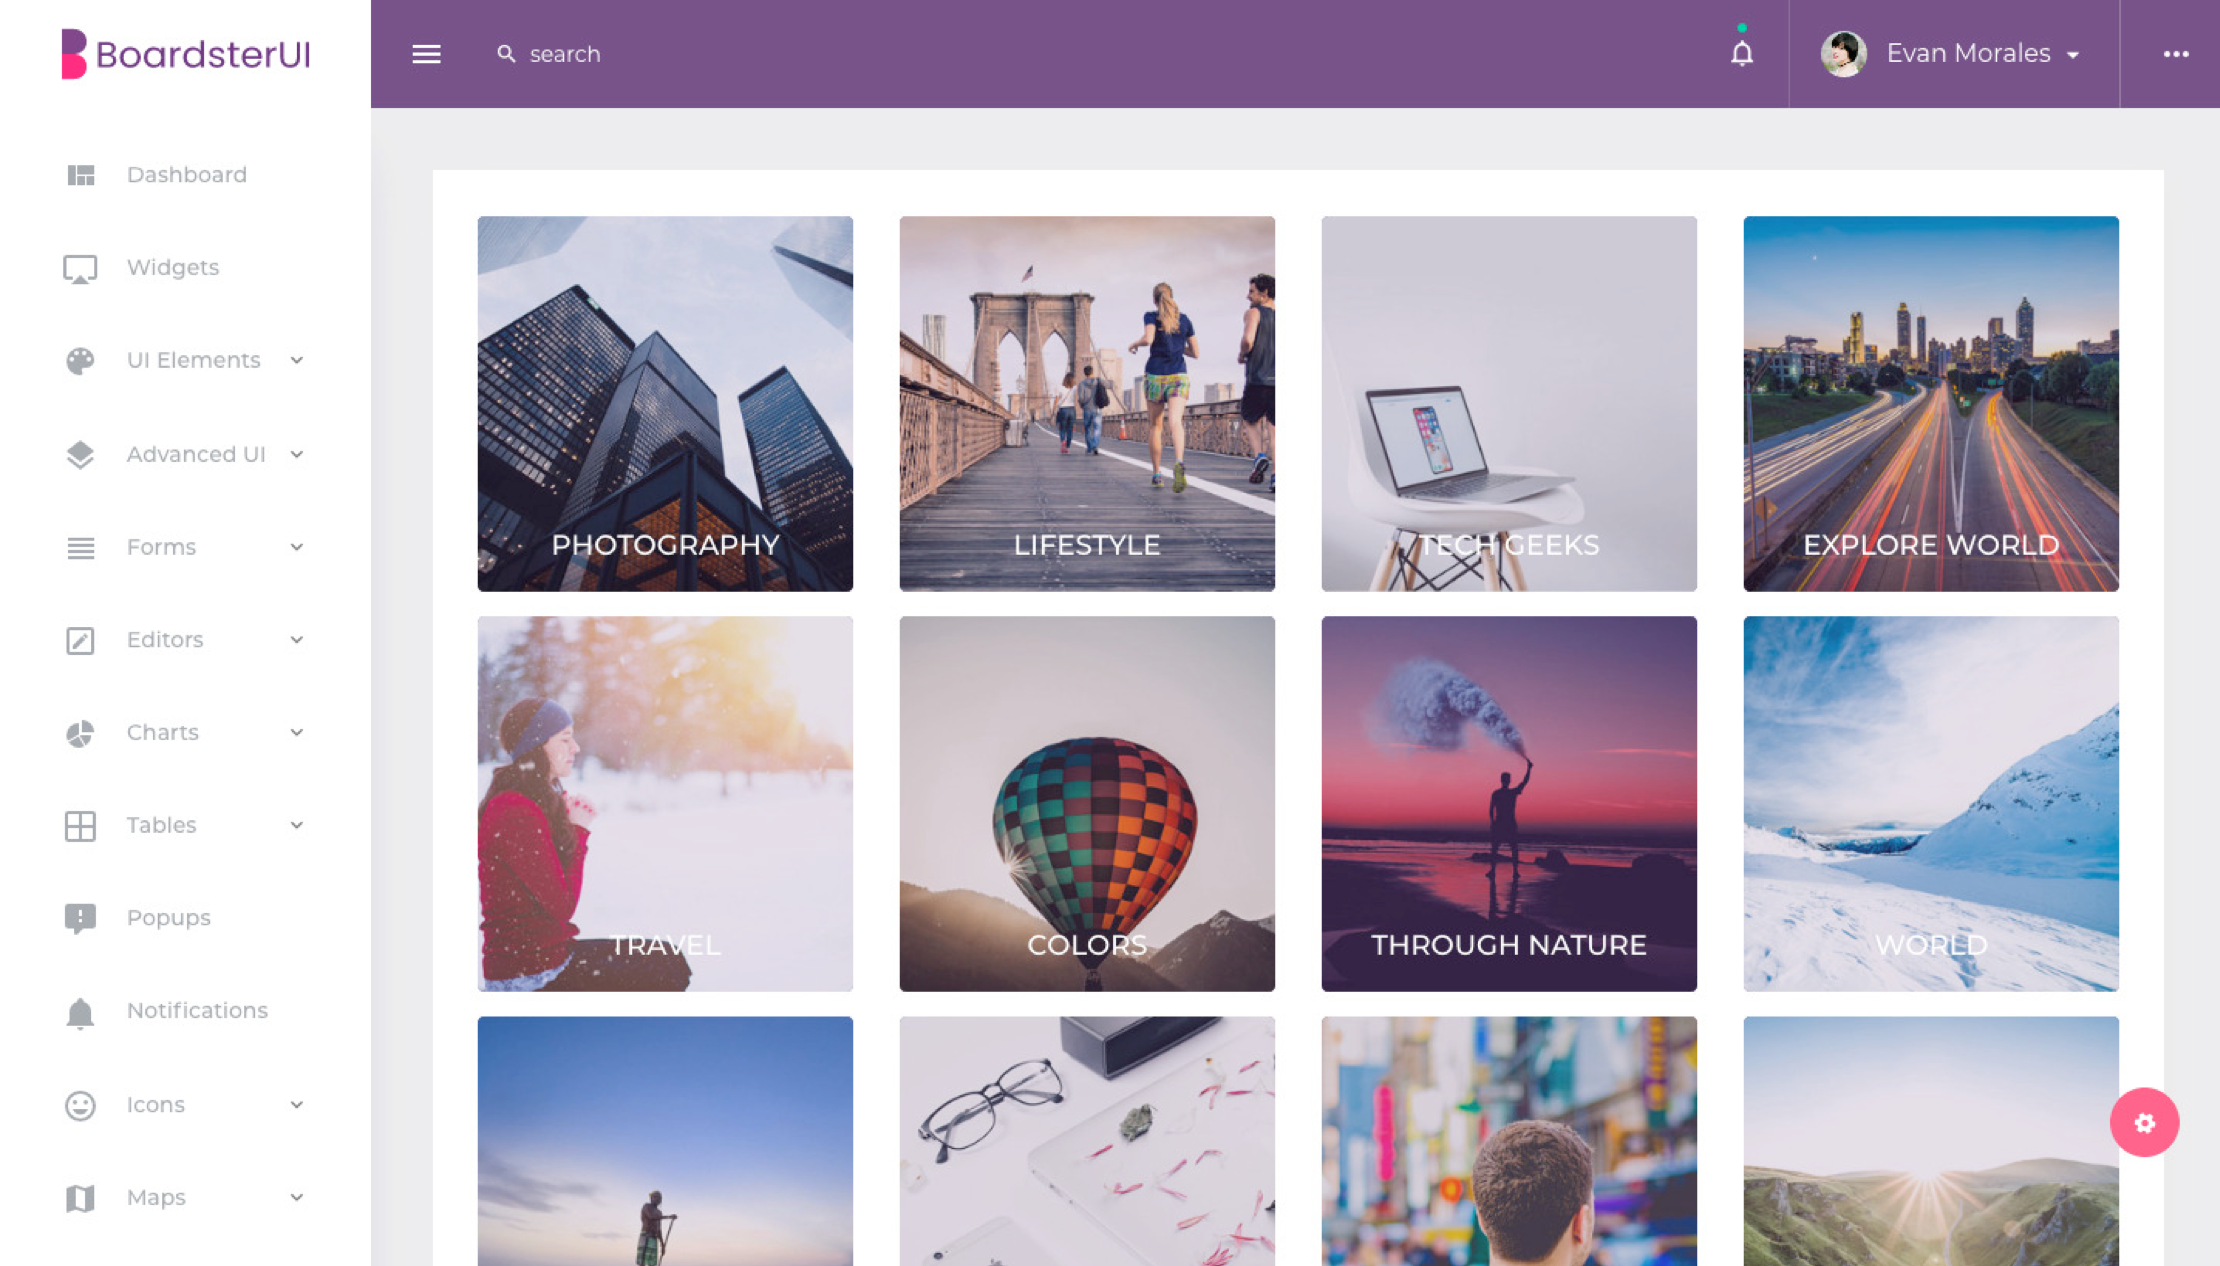 BoardsterUI
search
Evan Morales
Dashboard
Widgets
UI Elements
Advanced UI
Forms
Editors
Charts
Tables
Popups
Notifications
Icons
Maps
PHOTOGRAPHY
LIFESTYLE
TECH GEEKS
EXPLORE WORLD
TRAVEL
COLORS
THROUGH NATURE
WORLD